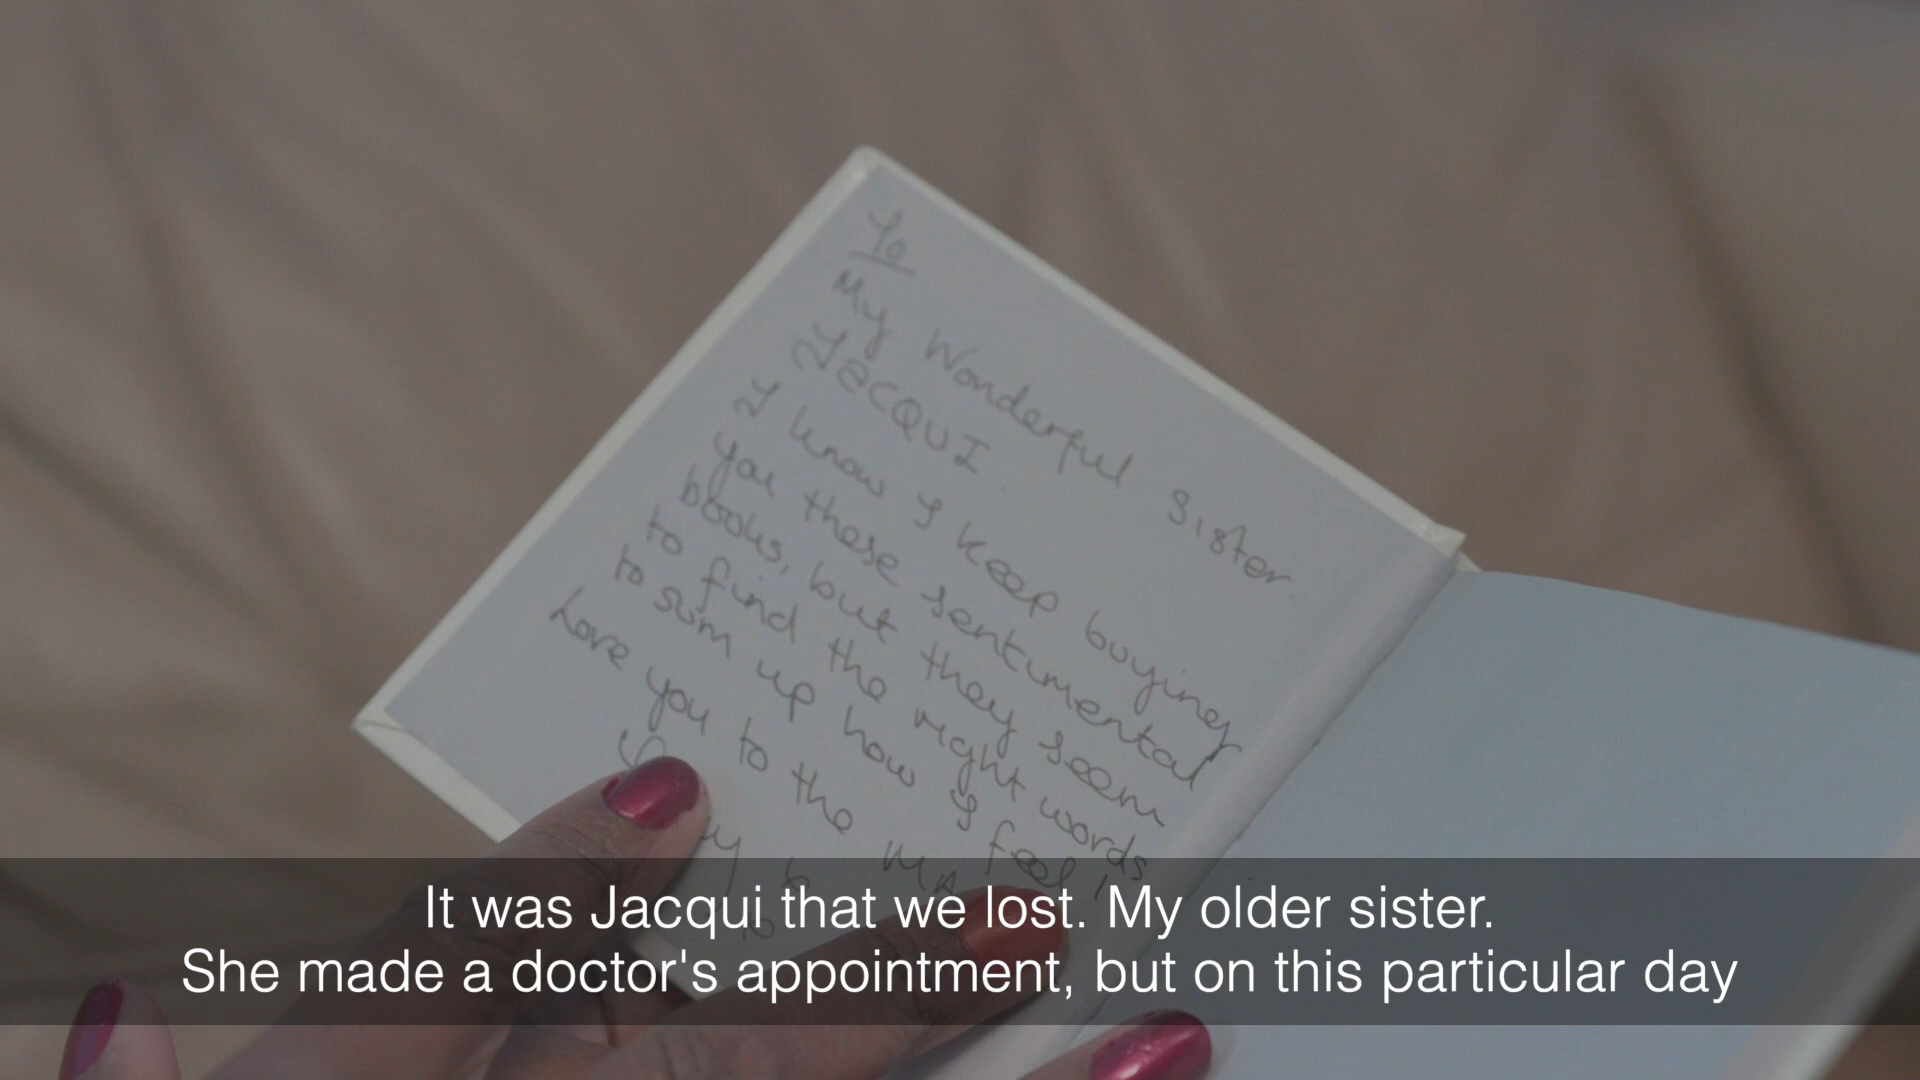 To
My Wonderful Sister.
JACQUI.
I know I keep buying
you these sentimental
books, but they seem
to find the right words
to sum up how I feel!
Love you to the
It was Jacqui that we lost. My older sister.
She made a doctor's appointment, but on this particular day